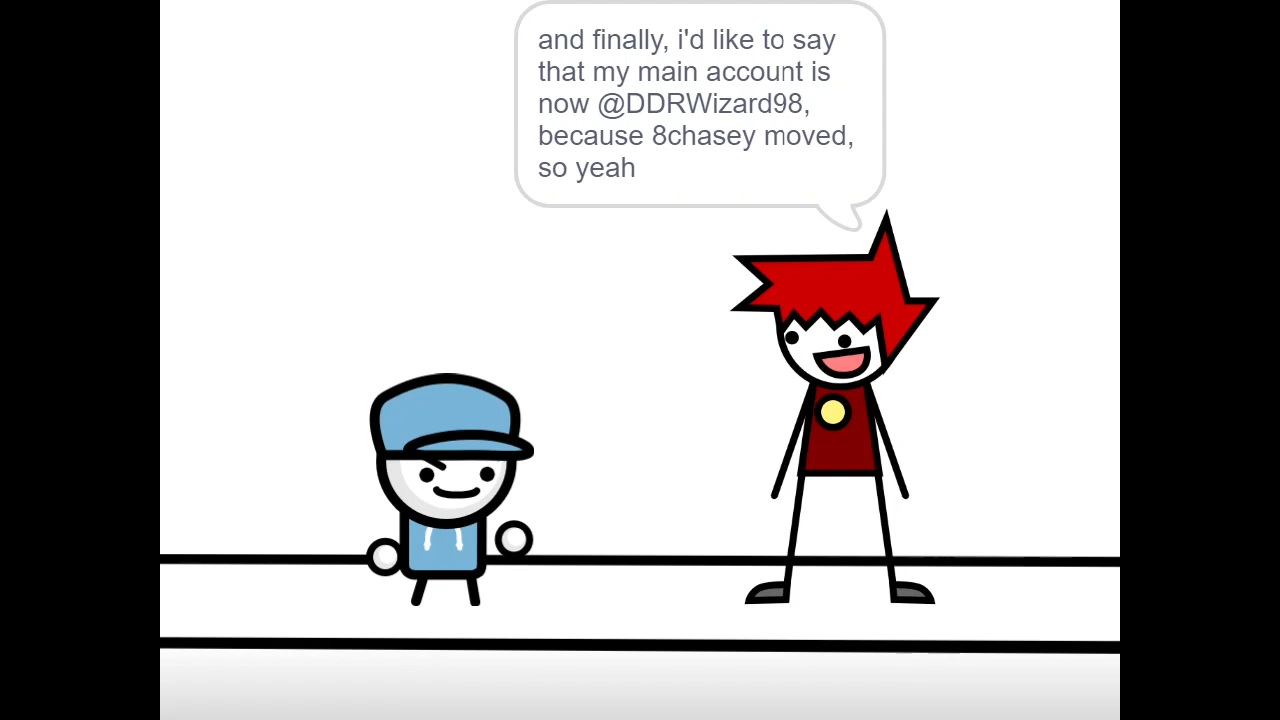 and finally, i'd like to say
that my main account is
now @DDRWizard98,
because 8chasey moved,
so yeah